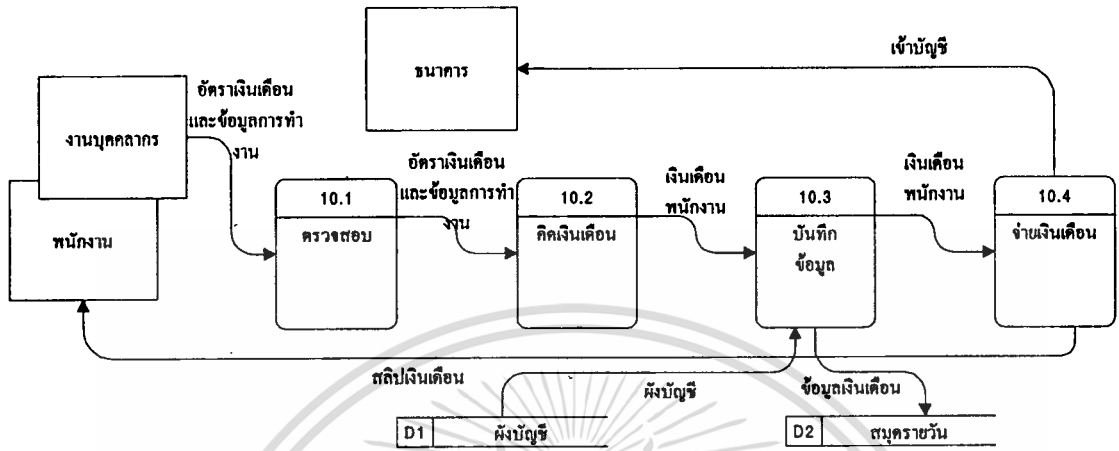 เข้าบัญชี
ธนาคาร
อัตราเงินเดือน
และข้อมูลการทำ
งาน
งานบุคคลากร
พนักงาน
10.1
ตรวจสอบ
อัตราเงินเดือน
และข้อมูลการทำ
งาน
10.2
คิดเงินเดือน
เงินเดือน
พนักงาน
10.3
บันทึก
ข้อมูล
เงินเดือน
พนักงาน
10.4
จ่ายเงินเดือน
สลิปเงินเดือน
ผังบัญชี
ข้อมูลเงินเดือน
D1 ผังบัญชี
D2 สมุดรายวัน